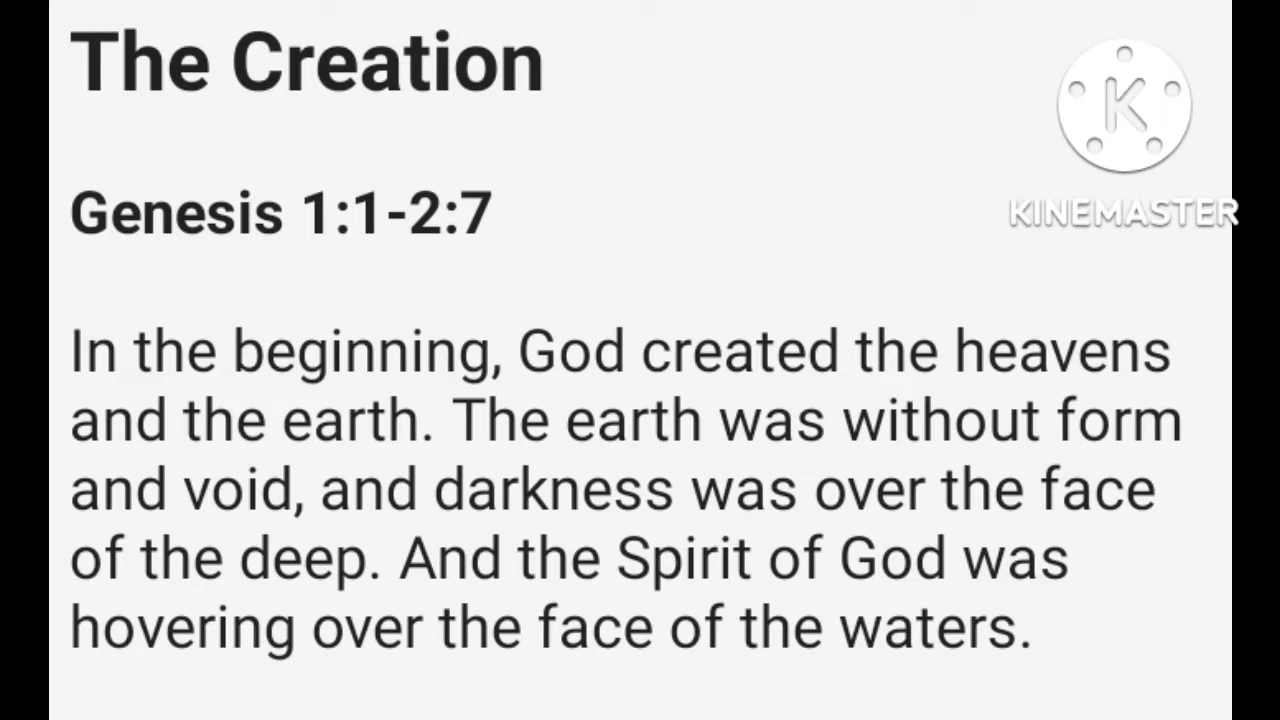 The Creation
K
KINEMASTER
Genesis 1:1-2:7
In the beginning, God created the heavens
and the earth. The earth was without form
and void, and darkness was over the face
of the deep. And the Spirit of God was
hovering over the face of the waters.